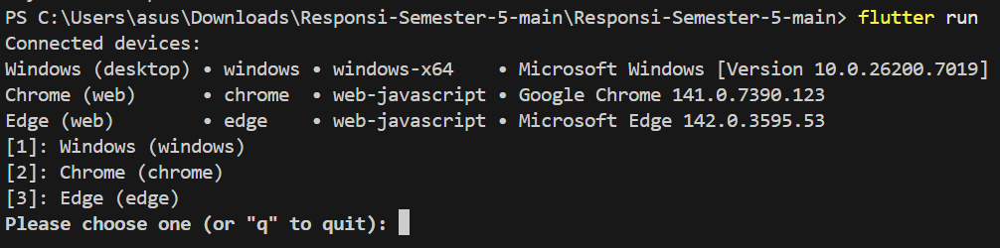 PS C:\Users\asus\Downloads\Responsi-Semester-5-main\Responsi-Semester-5-main> flutter run
Connected devices:
Windows (desktop) • windows • windows-x64    • Microsoft Windows [Version 10.0.26200.7019]
Chrome (web)      • chrome  • web-javascript • Google Chrome 141.0.7390.123
Edge (web)        • edge    • web-javascript • Microsoft Edge 142.0.3595.53
[1]: Windows (windows)
[2]: Chrome (chrome)
[3]: Edge (edge)
Please choose one (or "q" to quit):